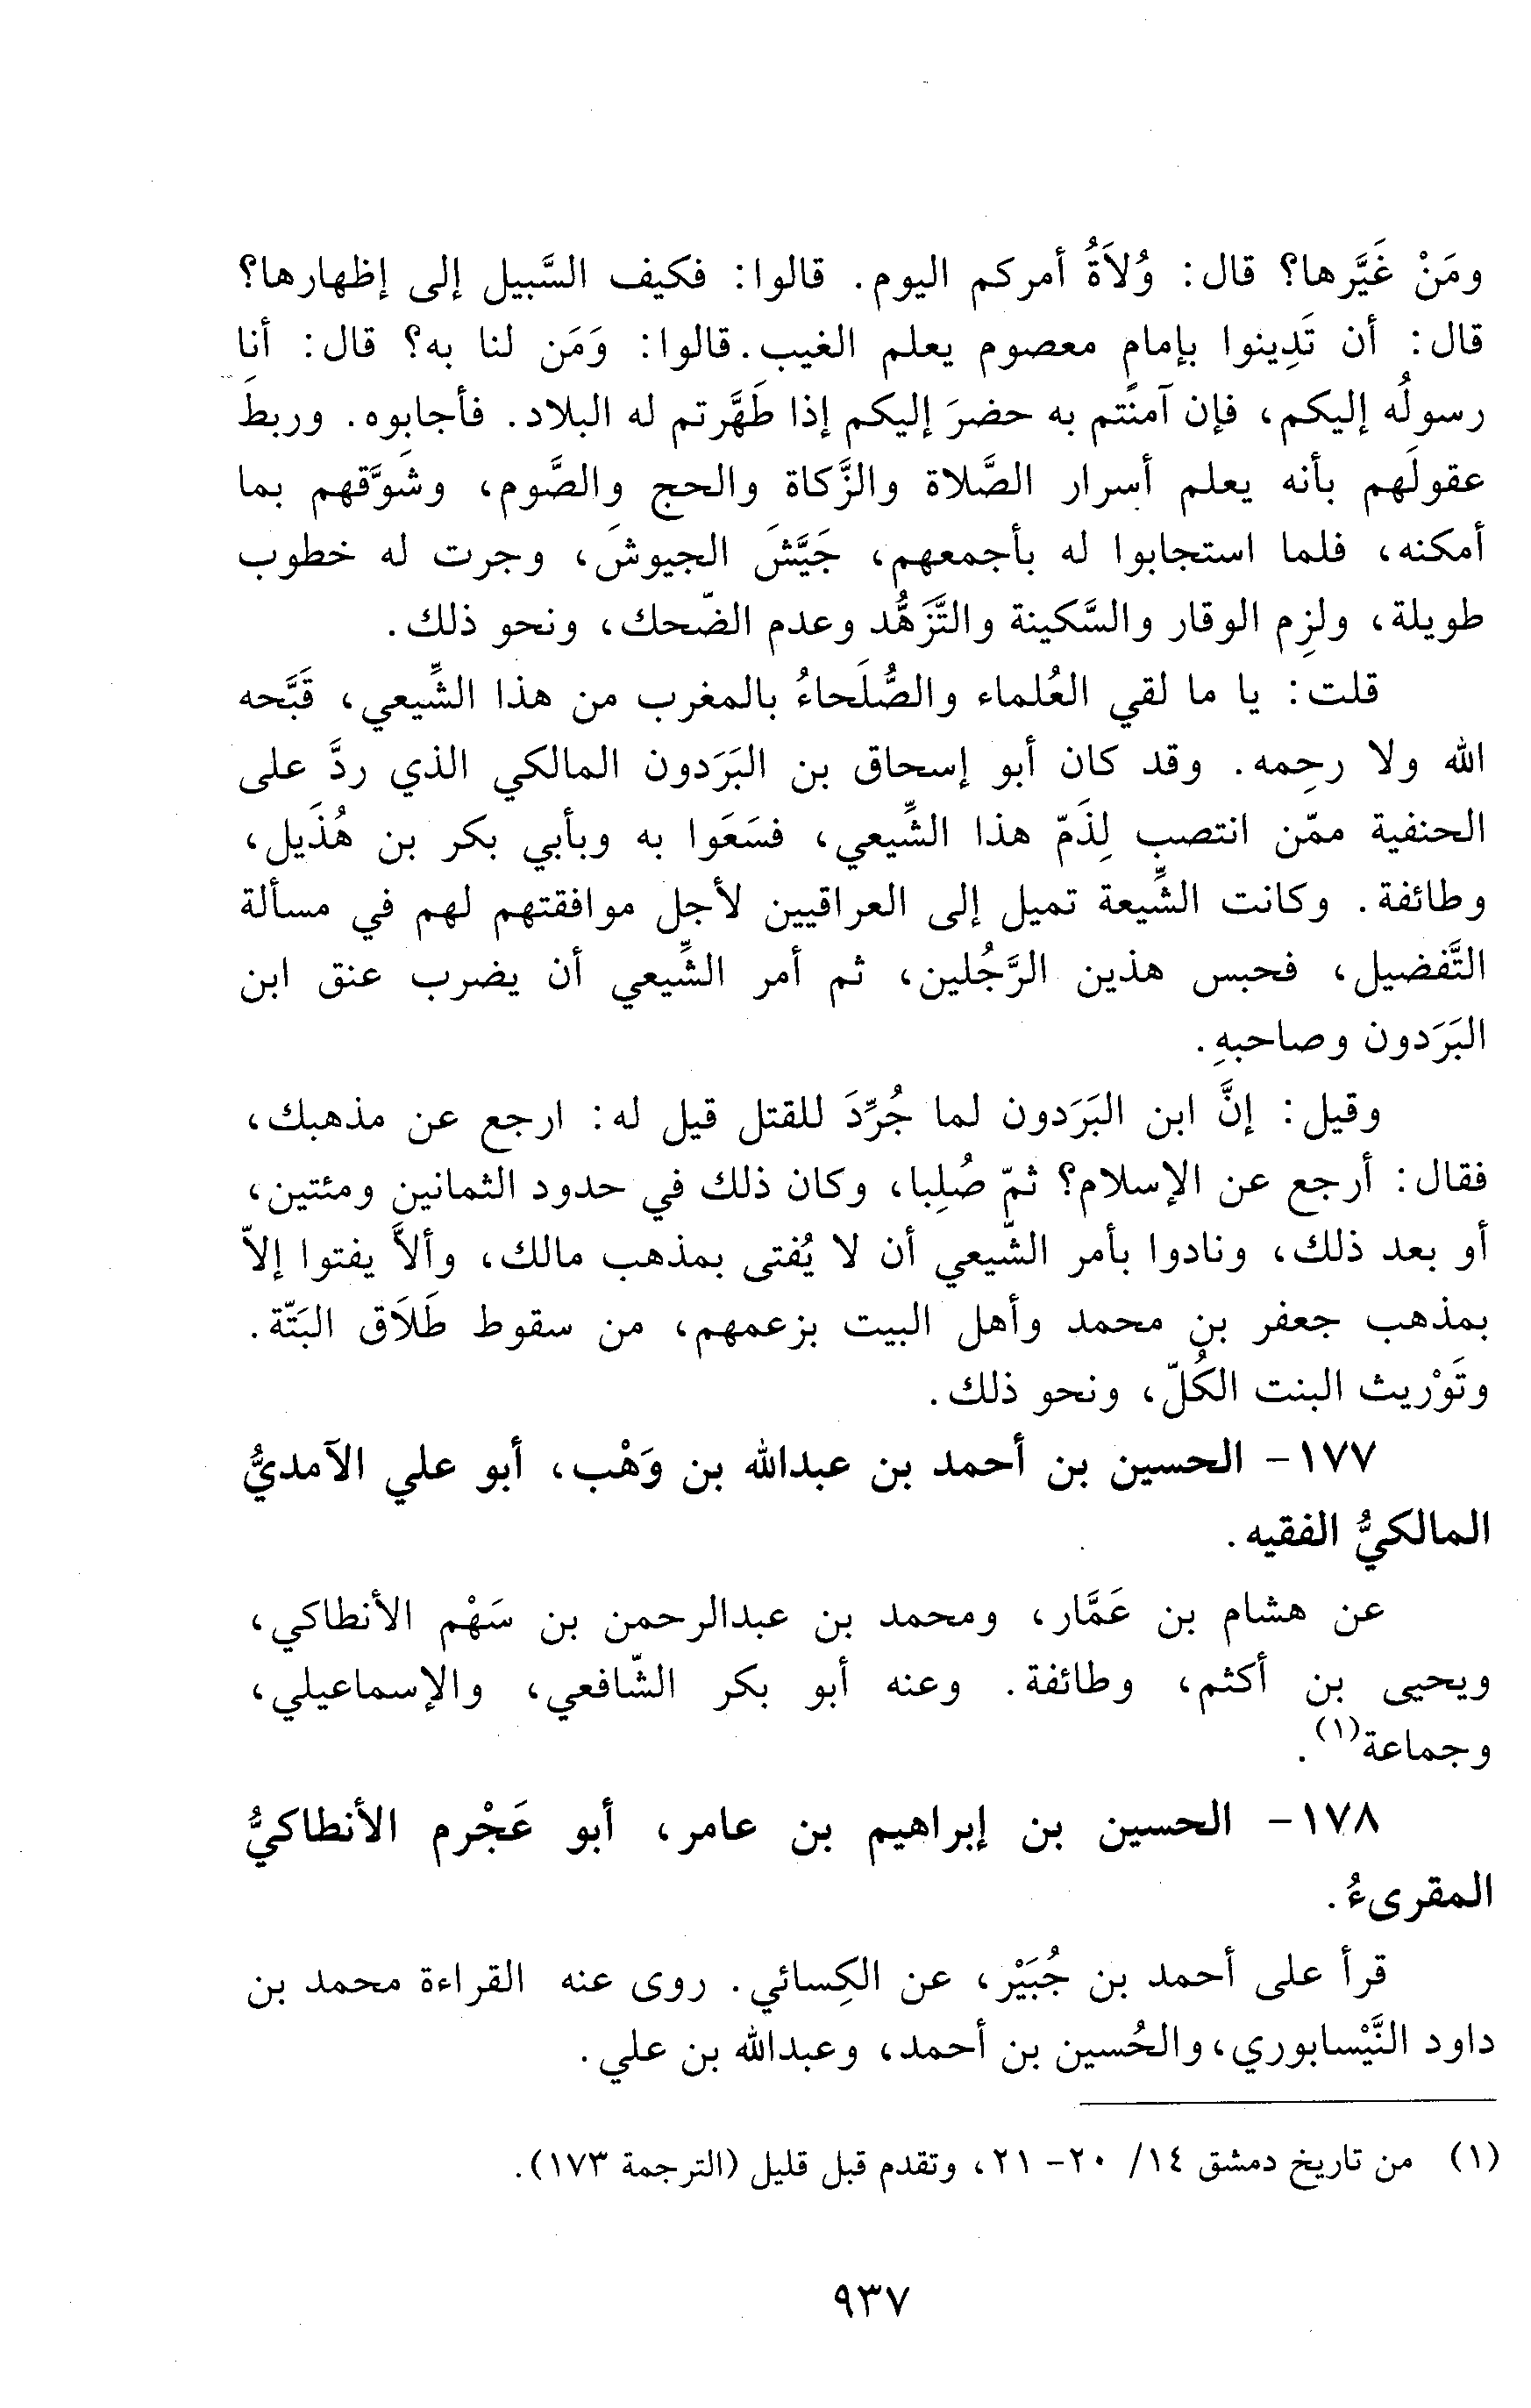 ومَنْ غَيَّرها؟ قال: وُلاَةُ أمركم اليوم. قالوا: فكيف السَّبيل إلى إظهارها؟
قال: أن تَدِينوا بإمام معصوم يعلم الغيب. قالوا: وَمَن لنا به؟ قال: أنا
رسولُه إليكم، فإن آمنتم به حضرَ إليكم إذا طَهَّرتم له البلاد. فأجابوه. وربطَ
عقولَهم بأنه يعلم أسرار الصَّلاة والزَّكاة والحج والصَّوم، وشوَّقهم بما
أمكنه، فلما استجابوا له بأجمعهم، جَيَّشَ الجيوشَ، وجرت له خطوب
طويلة، ولزِم الوقار والسَّكينة والتَّزَهُّد وعدم الضّحك، ونحو ذلك.
قلت: يا ما لقي العُلماء والصُّلَحاءُ بالمغرب من هذا الشِّيعي، قَبَّحه
الله ولا رحِمه. وقد كان أبو إسحاق بن البَرَدون المالكي الذي ردَّ على
الحنفية ممّن انتصب لِذَمّ هذا الشِّيعي، فسَعَوا به وبأبي بكر بن هُذَيل،
وطائفة. وكانت الشِّيعة تميل إلى العراقيين لأجل موافقتهم لهم في مسألة
التَّفضيل، فحبس هذين الرَّجُلين، ثم أمر الشِّيعي أن يضرب عنق ابن
البَرَدون وصاحبهِ.
وقيل: إنَّ ابن البَرَدون لما جُرِّدَ للقتل قيل له: ارجع عن مذهبك،
فقال: أرجع عن الإسلام؟ ثمّ صُلِبا، وكان ذلك في حدود الثمانين ومئتين،
أو بعد ذلك، ونادوا بأمر الشّيعي أن لا يُفتى بمذهب مالك، وألاَّ يفتوا إلاّ
بمذهب جعفر بن محمد وأهل البيت بزعمهم، من سقوط طَلَاق البَتّة.
وتَوْريث البنت الكُلّ، ونحو ذلك.
١٧٧- الحسين بن أحمد بن عبدالله بن وَهْب، أبو علي الآمديُّ
المالكيُّ الفقيه.
عن هشام بن عَمَّار، ومحمد بن عبدالرحمن بن سَهْم الأنطاكي،
ويحيى بن أكثم، وطائفة. وعنه أبو بكر الشّافعي، والإسماعيلي،
وجماعة(١).
١٧٨- الحسين بن إبراهيم بن عامر، أبو عَجْرم الأنطاكيُّ
المقرىءُ.
قرأ على أحمد بن جُبَيْر، عن الكِسائي. روى عنه القراءة محمد بن
داود النَّيْسابوري، والحُسين بن أحمد، وعبدالله بن علي.
(١) من تاريخ دمشق ١٤/ ٢٠- ٢١، وتقدم قبل قليل (الترجمة ١٧٣).
٩٣٧